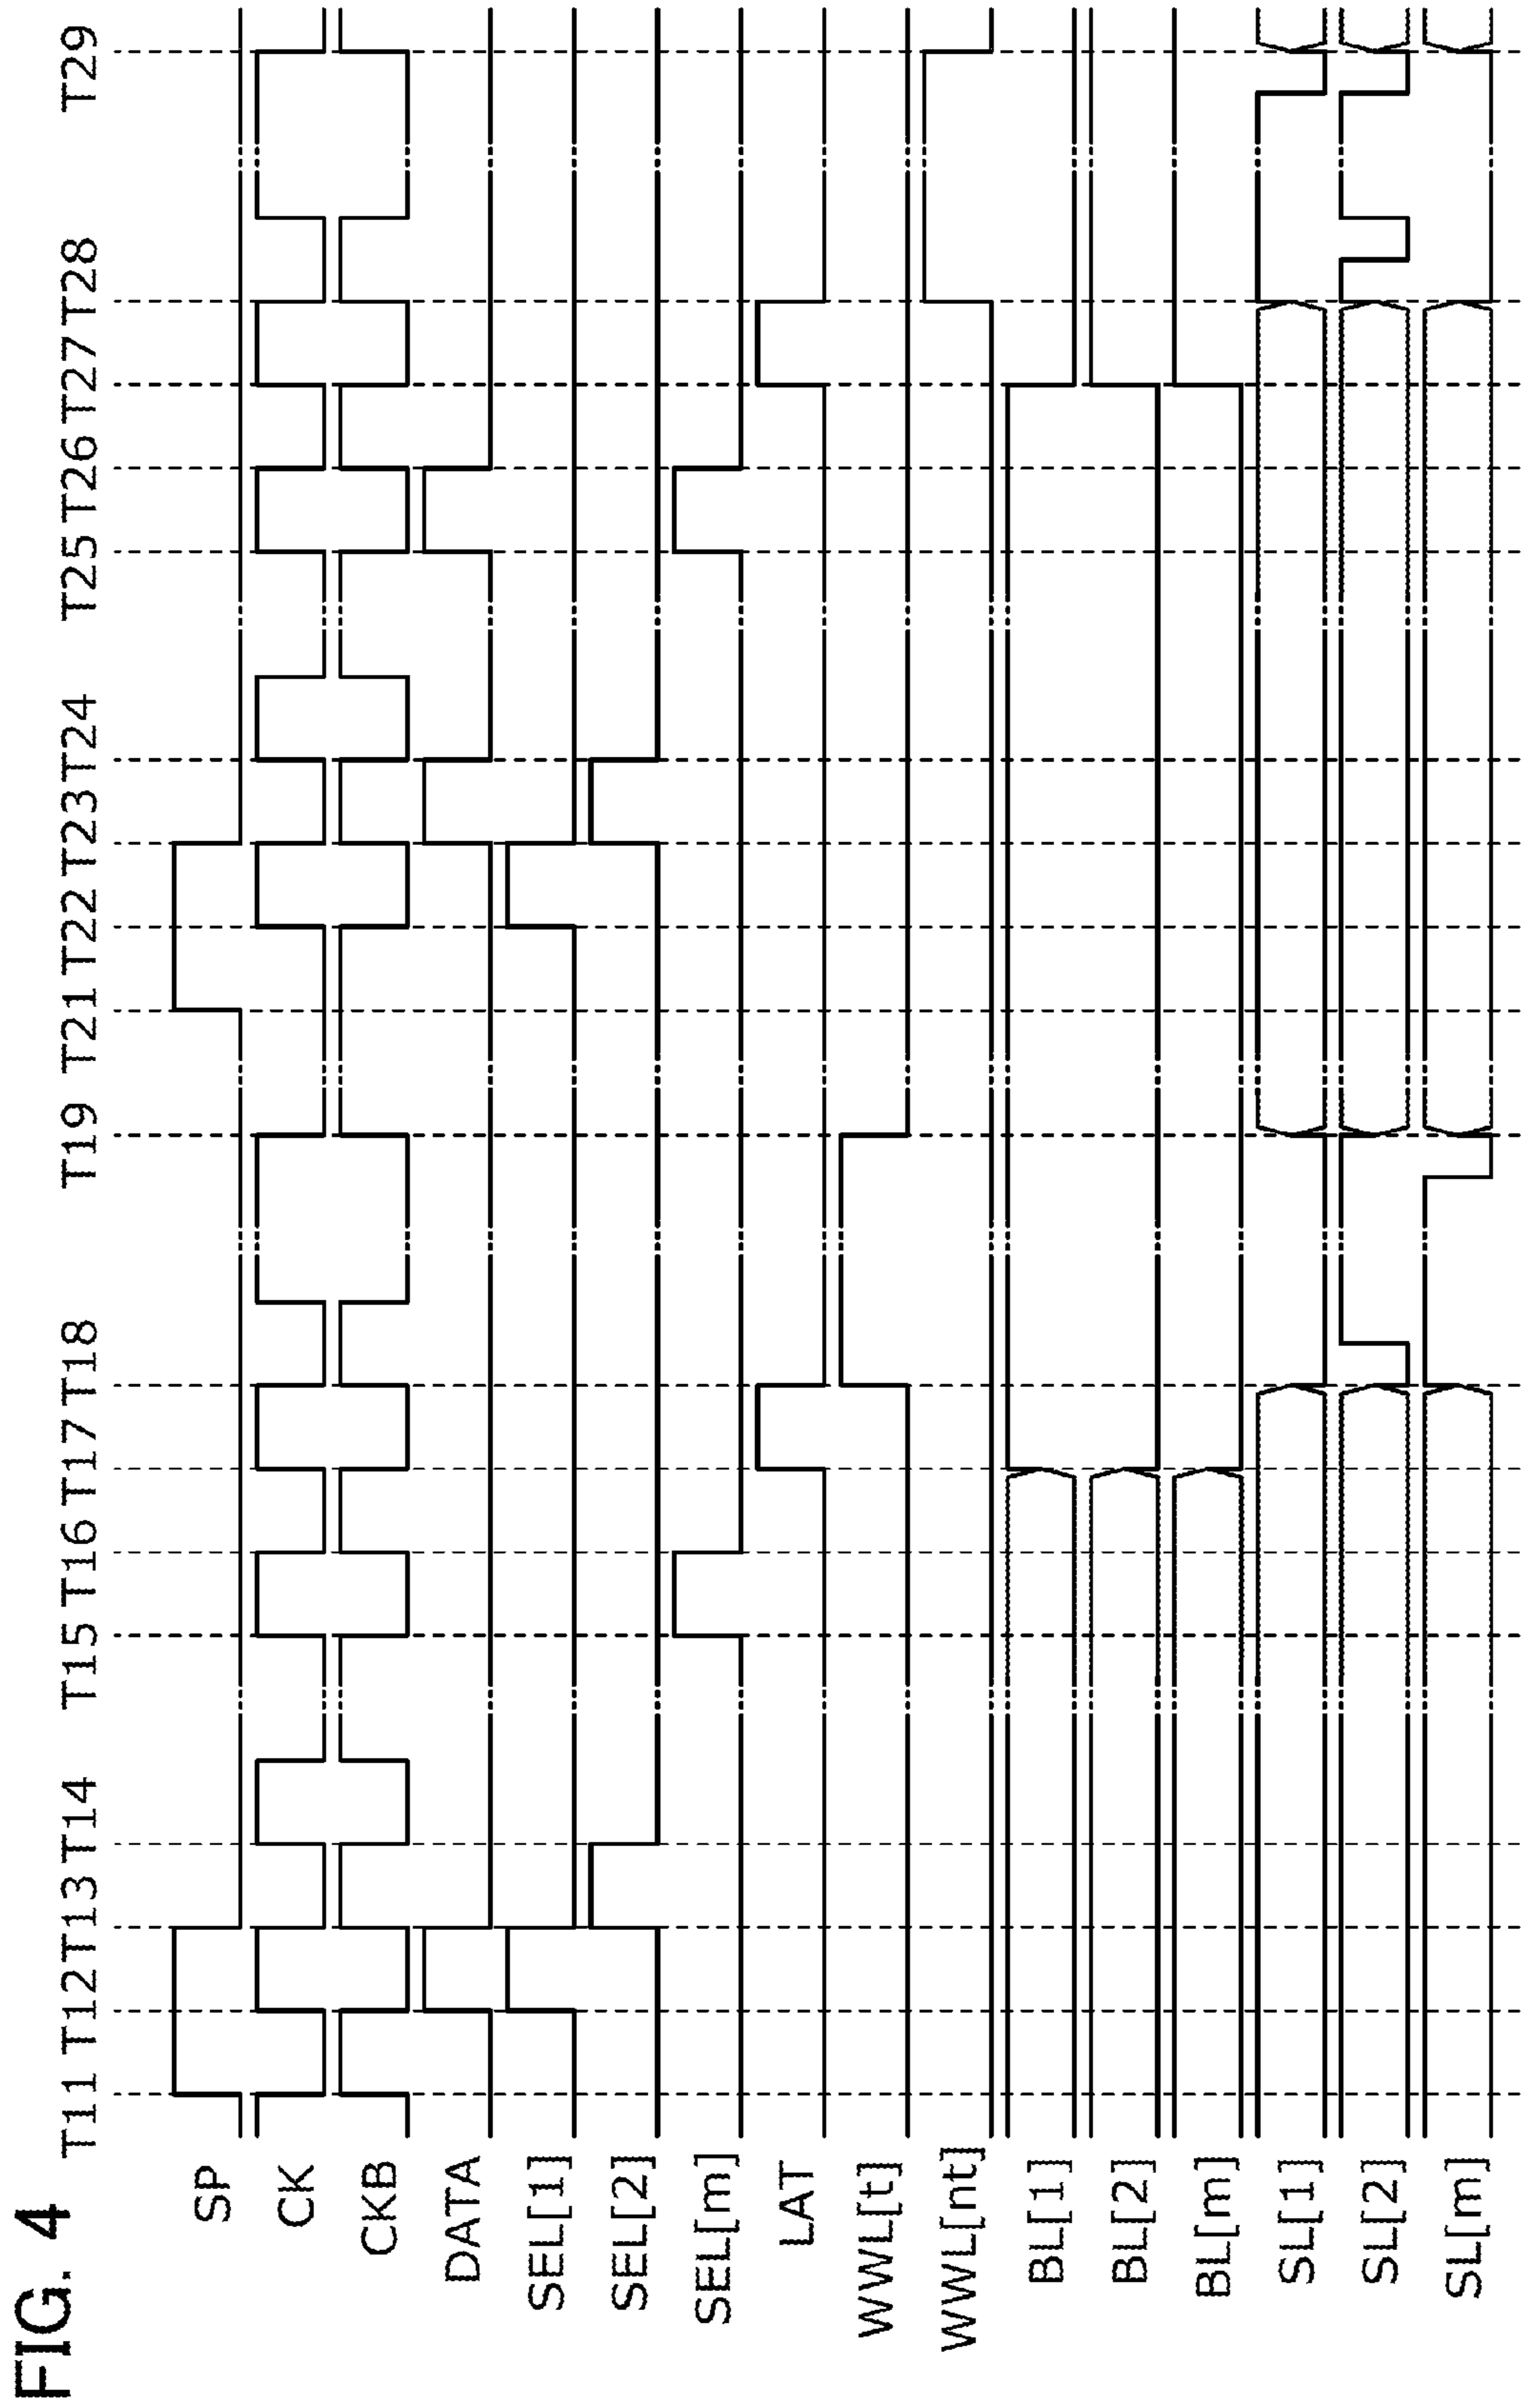 FIG. 4
T11 T12 T13 T14 T15 T16 T17 T18 T19 T21 T22 T23 T24 T25 T26 T27 T28 T29
SP
CK
CKB
DATA
SEL[1]
SEL[2]
SEL[m]
LAT
WWL[t]
WWL[nt]
BL[1]
BL[2]
BL[m]
SL[1]
SL[2]
SL[m]